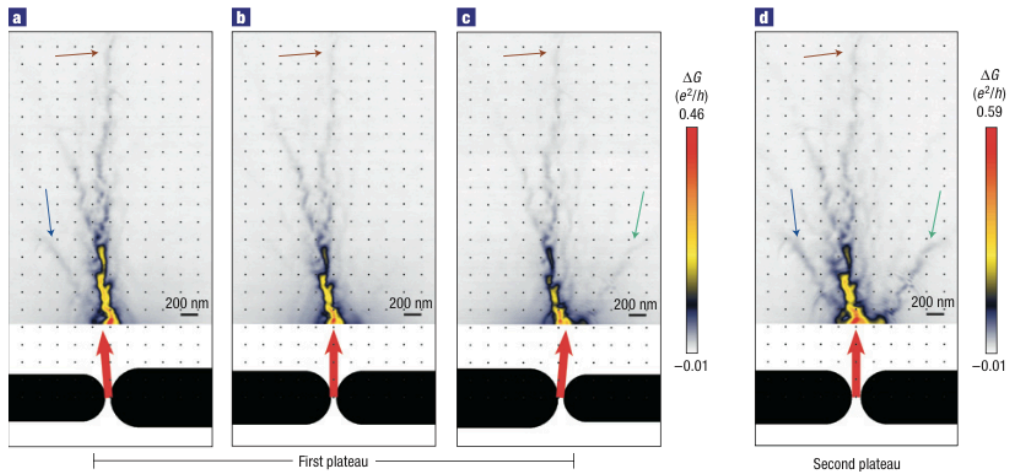 a
b
c
d
ΔG
(e²/h)
0.46
−0.01
ΔG
(e²/h)
0.59
−0.01
200 nm
200 nm
200 nm
200 nm
First plateau
Second plateau